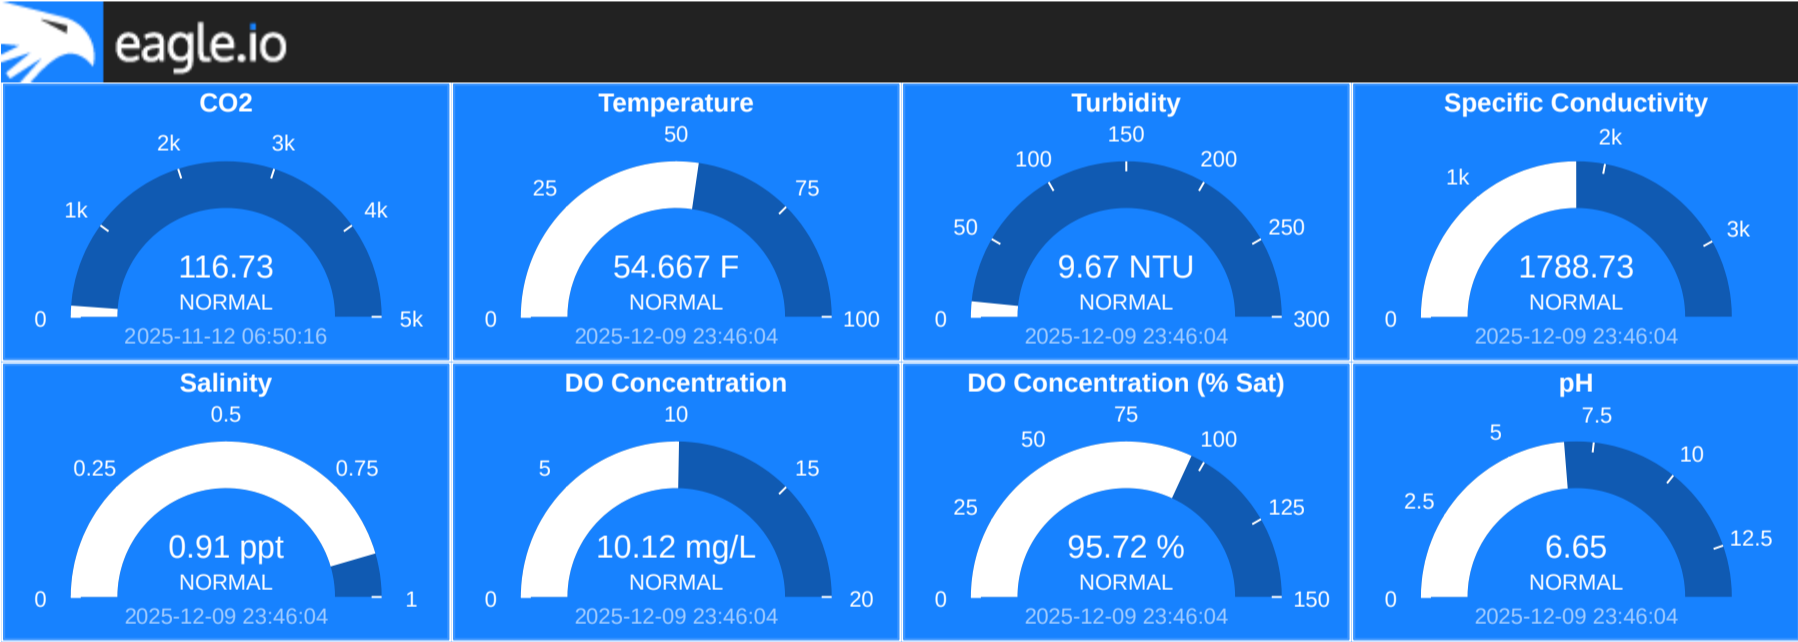 eagle.io
CO2
0
1k
2k
3k
4k
5k
116.73
NORMAL
2025-11-12 06:50:16
Temperature
0
25
50
75
100
54.667 F
NORMAL
2025-12-09 23:46:04
Turbidity
0
50
100
150
200
250
300
9.67 NTU
NORMAL
2025-12-09 23:46:04
Specific Conductivity
0
1k
2k
3k
1788.73
NORMAL
2025-12-09 23:46:04
Salinity
0
0.25
0.5
0.75
1
0.91 ppt
NORMAL
2025-12-09 23:46:04
DO Concentration
0
5
10
15
20
10.12 mg/L
NORMAL
2025-12-09 23:46:04
DO Concentration (% Sat)
0
25
50
75
100
125
150
95.72 %
NORMAL
2025-12-09 23:46:04
pH
0
2.5
5
7.5
10
12.5
6.65
NORMAL
2025-12-09 23:46:04